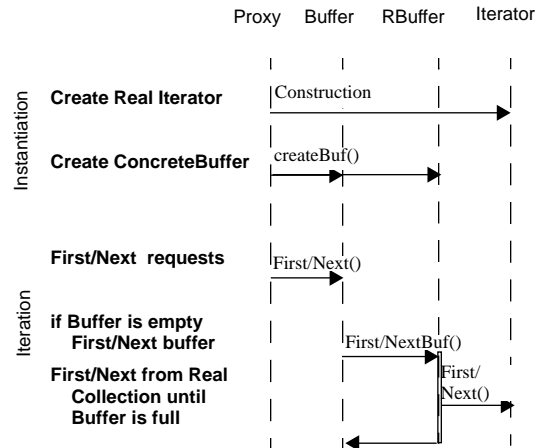 Proxy Buffer RBuffer Iterator
Instantiation
Create Real Iterator
Construction
Create ConcreteBuffer
createBuf()
Iteration
First/Next requests
First/Next()
if Buffer is empty
First/Next buffer
First/NextBuf()
First/Next from Real
Collection until
Buffer is full
First/
Next()